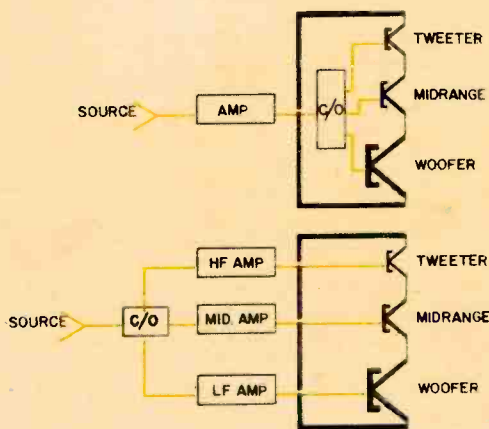 TWEETER
SOURCE
AMP
C/O
MIDRANGE
WOOFER
HF AMP
TWEETER
SOURCE
C/O
MID. AMP
MIDRANGE
LF AMP
WOOFER